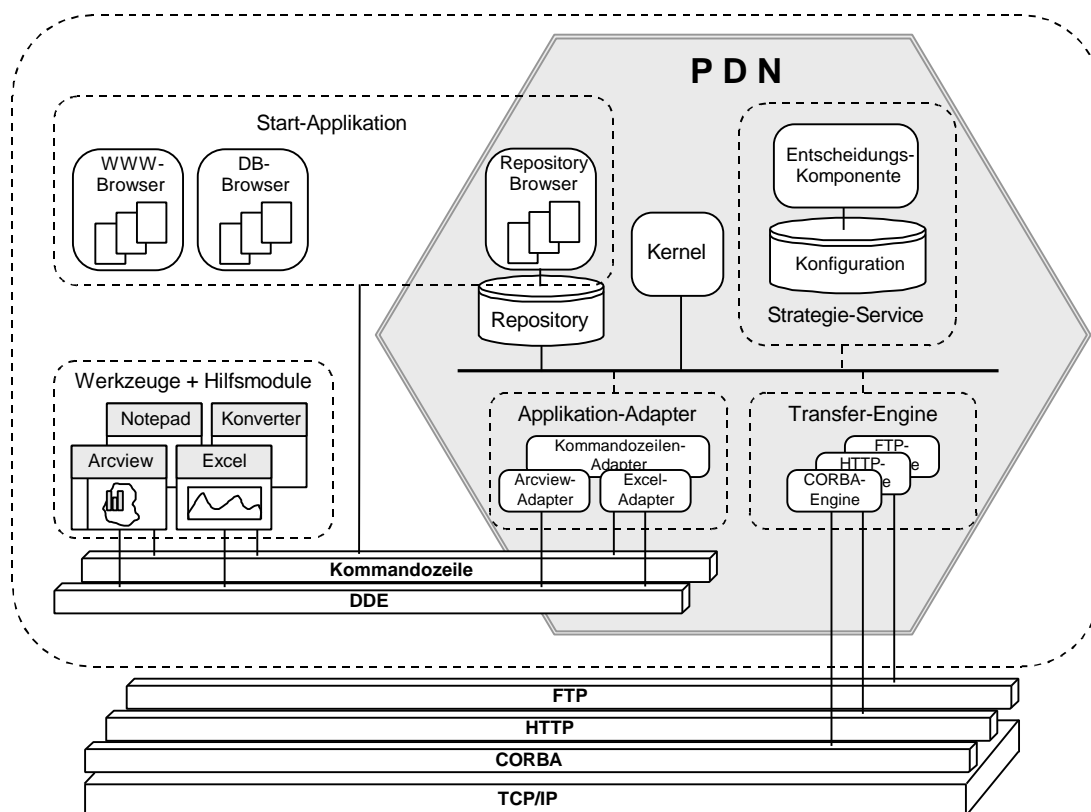 P D N
Start-Applikation
WWW-
Browser
DB-
Browser
Repository
Browser
Entscheidungs-
Komponente
Kernel
Konfiguration
Repository
Strategie-Service
Werkzeuge + Hilfsmodule
Notepad
Konverter
Arcview
Excel
Applikation-Adapter
Kommandozeilen-
Adapter
Arcview-
Adapter
Excel-
Adapter
Transfer-Engine
FTP-
HTTP-
CORBA-
Engine
Kommandozeile
DDE
FTP
HTTP
CORBA
TCP/IP